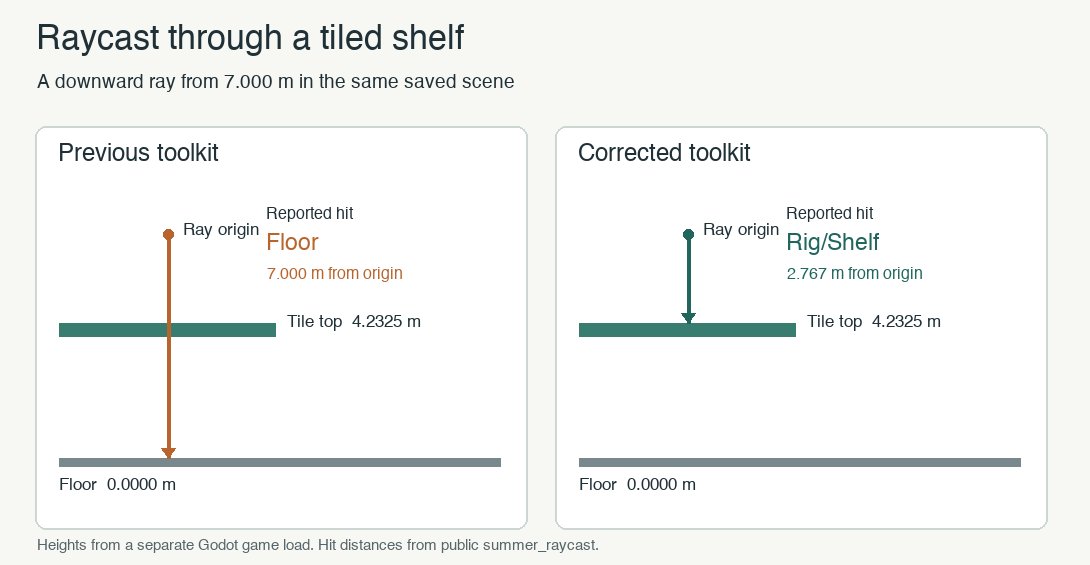 Raycast through a tiled shelf
A downward ray from 7.000 m in the same saved scene
Previous toolkit
Reported hit
Ray origin
Floor
7.000 m from origin
Tile top 4.2325 m
Floor 0.0000 m
Corrected toolkit
Reported hit
Ray origin
Rig/Shelf
2.767 m from origin
Tile top 4.2325 m
Floor 0.0000 m
Heights from a separate Godot game load. Hit distances from public summer_raycast.